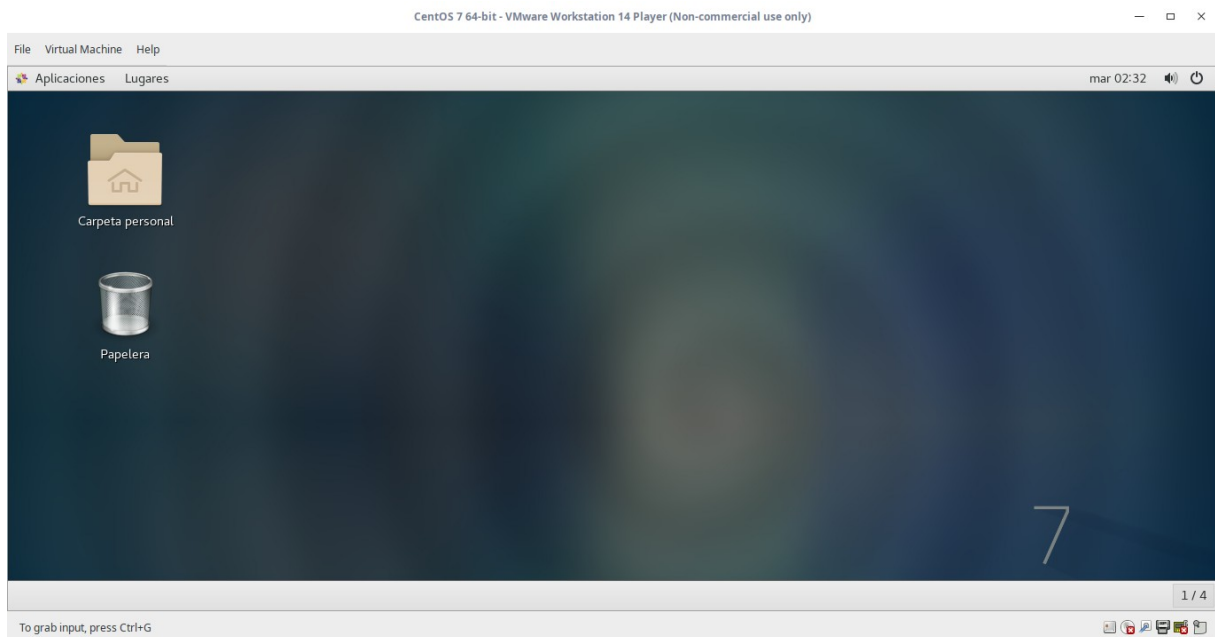 CentOS 7 64-bit - VMware Workstation 14 Player (Non-commercial use only)
File Virtual Machine Help
Aplicaciones Lugares mar 02:32
Carpeta personal
Papelera
7
1 / 4
To grab input, press Ctrl+G